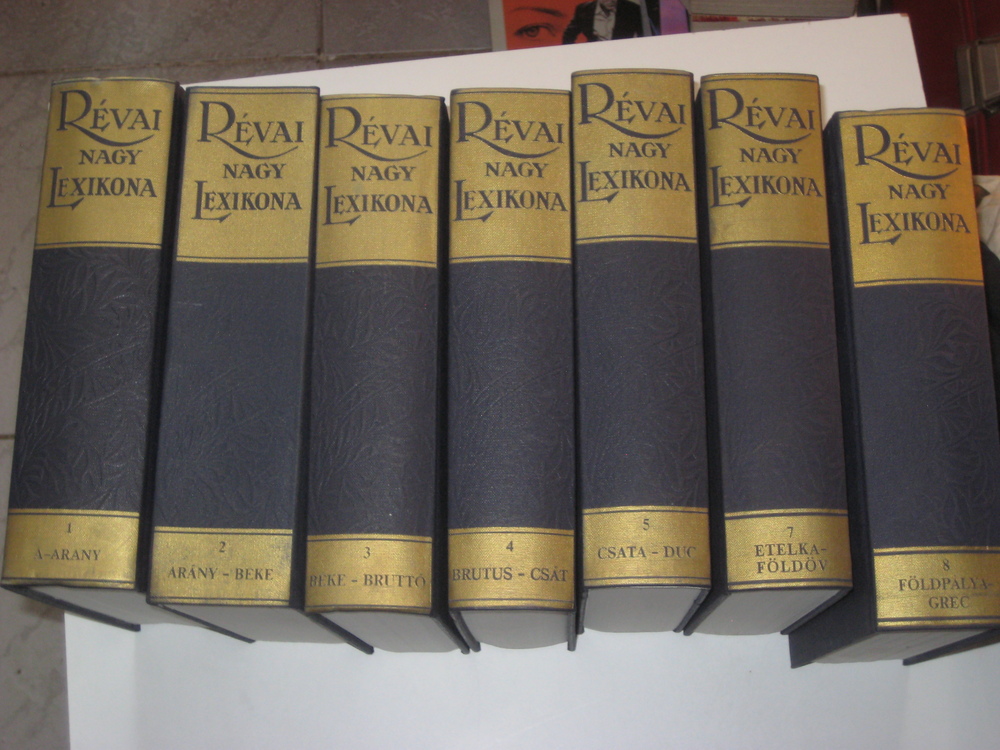 RÉVAI
NAGY
LEXIKONA
1
A-ARANY
RÉVAI
NAGY
LEXIKONA
2
ARÁNY - BEKE
RÉVAI
NAGY
LEXIKONA
3
BEKE - BRUTTÓ
RÉVAI
NAGY
LEXIKONA
4
BRUTUS - CSÁT
RÉVAI
NAGY
LEXIKONA
5
CSATA - DUC
RÉVAI
NAGY
LEXIKONA
7
ETELKA-
FÖLDÖV
RÉVAI
NAGY
LEXIKONA
8
FÖLDPÁLYA-
GREC